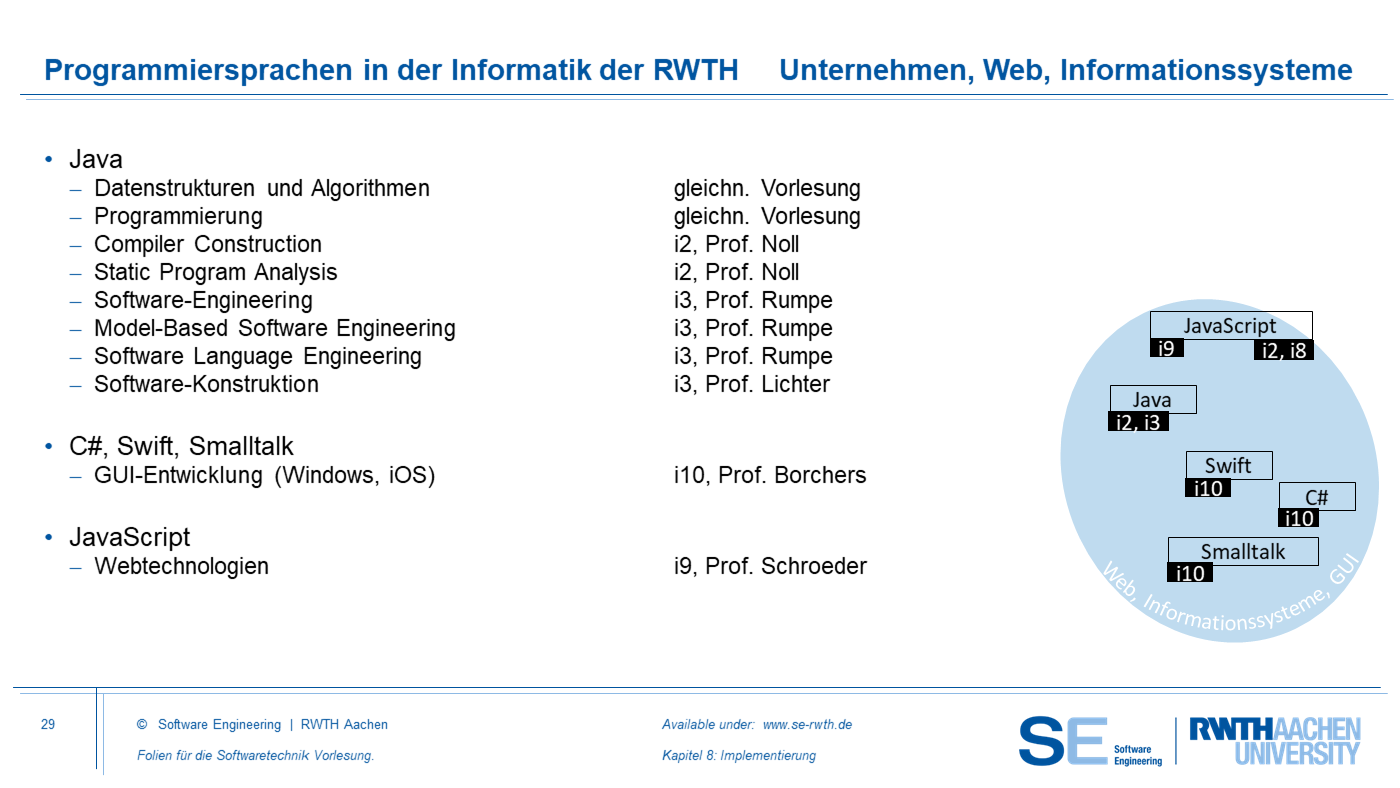 Programmiersprachen in der Informatik der RWTH Unternehmen, Web, Informationssysteme
• Java
– Datenstrukturen und Algorithmen gleichn. Vorlesung
– Programmierung gleichn. Vorlesung
– Compiler Construction i2, Prof. Noll
– Static Program Analysis i2, Prof. Noll
– Software-Engineering i3, Prof. Rumpe
– Model-Based Software Engineering i3, Prof. Rumpe
– Software Language Engineering i3, Prof. Rumpe
– Software-Konstruktion i3, Prof. Lichter
• C#, Swift, Smalltalk
– GUI-Entwicklung (Windows, iOS) i10, Prof. Borchers
• JavaScript
– Webtechnologien i9, Prof. Schroeder
JavaScript
i9 i2, i8
Java
i2, i3
Swift
i10
C#
i10
Smalltalk
i10
Web, Informationssysteme, GUI
29
© Software Engineering | RWTH Aachen
Folien für die Softwaretechnik Vorlesung.
Available under: www.se-rwth.de
Kapitel 8: Implementierung
SE Software
Engineering
RWTHAACHEN
UNIVERSITY